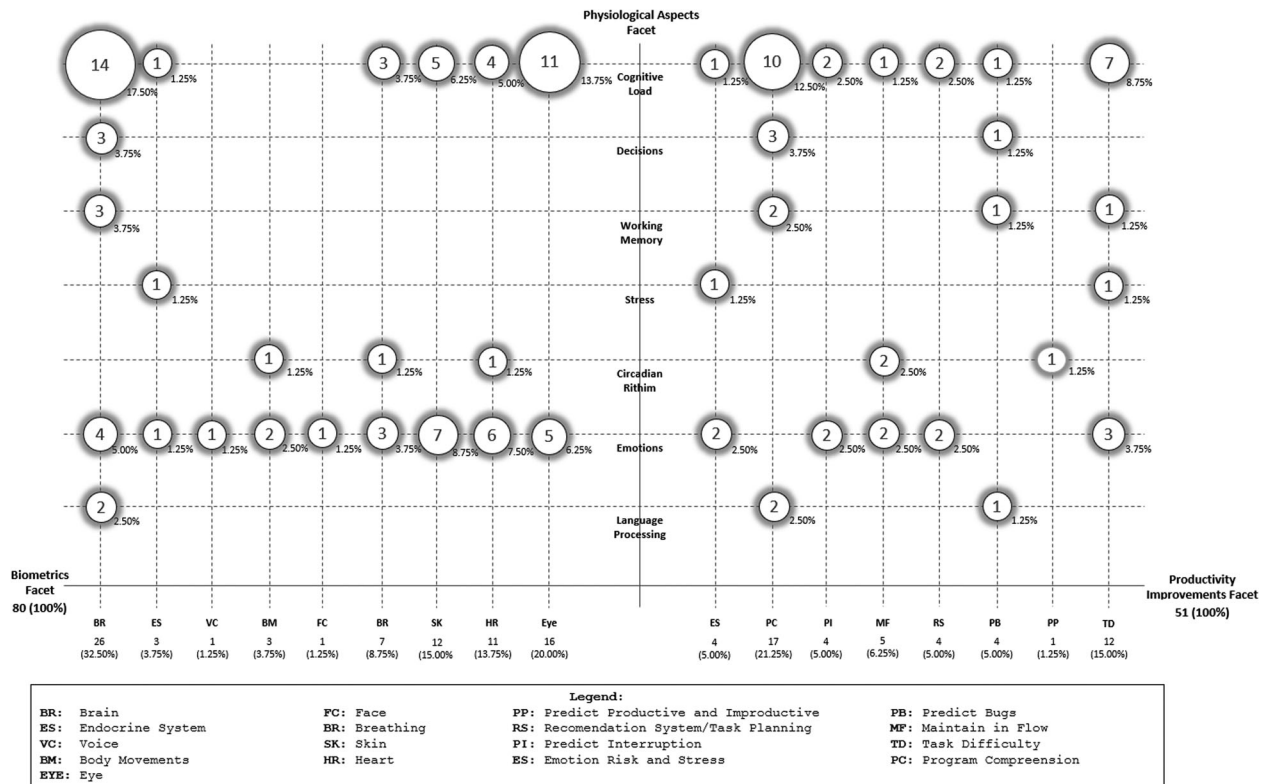 Physiological Aspects
Facet
14 1 3 5 4 11 1 10 2 1 2 1 7
17.50% 1.25% 3.75% 6.25% 5.00% 13.75% 1.25% 12.50% 2.50% 1.25% 2.50% 1.25% 8.75%
Cognitive
Load
3 3 1
3.75% Decisions 3.75% 1.25%
3 2 1 1
3.75% 2.50% 1.25% 1.25%
Working
Memory
1 1 1
1.25% Stress 1.25% 1.25%
1 1 1 2 1
1.25% 1.25% 1.25% 2.50% 1.25%
Circadian
Rithim
4 1 1 2 1 3 7 6 5 2 2 2 2 3
5.00% 1.25% 1.25% 2.50% 1.25% 3.75% 8.75% 7.50% 6.25% Emotions 2.50% 2.50% 2.50% 2.50% 3.75%
2 2 1
2.50% 2.50% 1.25%
Language
Processing
Biometrics
Facet
80 (100%)
Productivity
Improvements Facet
51 (100%)
BR ES VC BM FC BR SK HR Eye ES PC PI MF RS PB PP TD
26 3 1 3 1 7 12 11 16 4 17 4 5 4 4 1 12
(32.50%) (3.75%) (1.25%) (3.75%) (1.25%) (8.75%) (15.00%) (13.75%) (20.00%) (5.00%) (21.25%) (5.00%) (6.25%) (5.00%) (5.00%) (1.25%) (15.00%)
Legend:
BR: Brain FC: Face PP: Predict Productive and Improductive PB: Predict Bugs
ES: Endocrine System BR: Breathing RS: Recomendation System/Task Planning MF: Maintain in Flow
VC: Voice SK: Skin PI: Predict Interruption TD: Task Difficulty
BM: Body Movements HR: Heart ES: Emotion Risk and Stress PC: Program Compreension
EYE: Eye